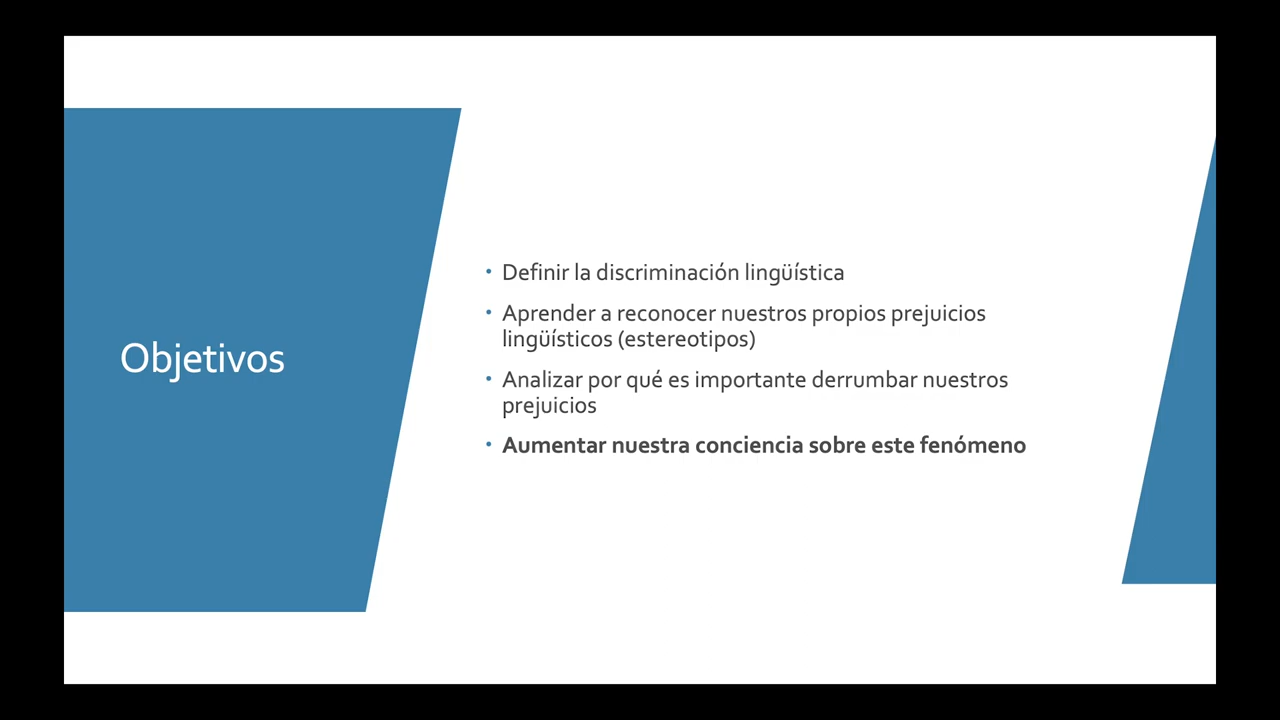 Objetivos
• Definir la discriminación lingüística
• Aprender a reconocer nuestros propios prejuicios
lingüísticos (estereotipos)
• Analizar por qué es importante derrumbar nuestros
prejuicios
• Aumentar nuestra conciencia sobre este fenómeno